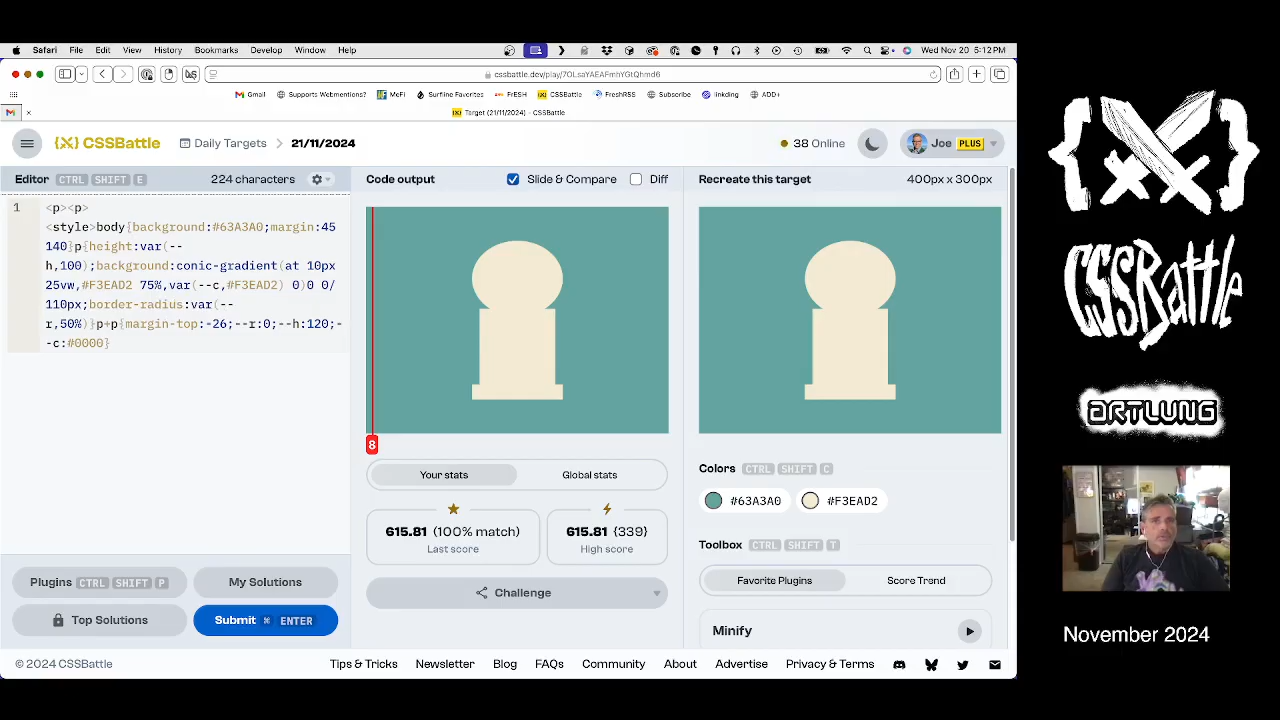 Safari File Edit View History Bookmarks Develop Window Help Wed Nov 20 5:12 PM
cssbattle.dev/play/7OLsaYAEAFmhYGtQhmd6
Gmail Supports Webmentions? MeFi Surfline Favorites FrESH CSSBattle FreshRSS Subscribe linkding ADD+
Target (21/11/2024) - CSSBattle
{X} CSSBattle Daily Targets > 21/11/2024 38 Online Joe PLUS
Editor CTRL SHIFT E 224 characters
Code output Slide & Compare Diff
Recreate this target 400px x 300px
1 <p><p>
<style>body{background:#63A3A0;margin:45
140}p{height:var(--
h,100);background:conic-gradient(at 10px
25vw,#F3EAD2 75%,var(--c,#F3EAD2) 0)0 0/
110px;border-radius:var(--
r,50%)}p+p{margin-top:-26;--r:0;--h:120;-
-c:#0000}
8
Your stats Global stats
615.81 (100% match)
Last score
615.81 {339}
High score
Challenge
Colors CTRL SHIFT C
#63A3A0 #F3EAD2
Toolbox CTRL SHIFT T
Favorite Plugins Score Trend
Minify
Plugins CTRL SHIFT P My Solutions
Top Solutions Submit ⌘ ENTER
© 2024 CSSBattle Tips & Tricks Newsletter Blog FAQs Community About Advertise Privacy & Terms
CSSBattle
ARTLUNG
November 2024